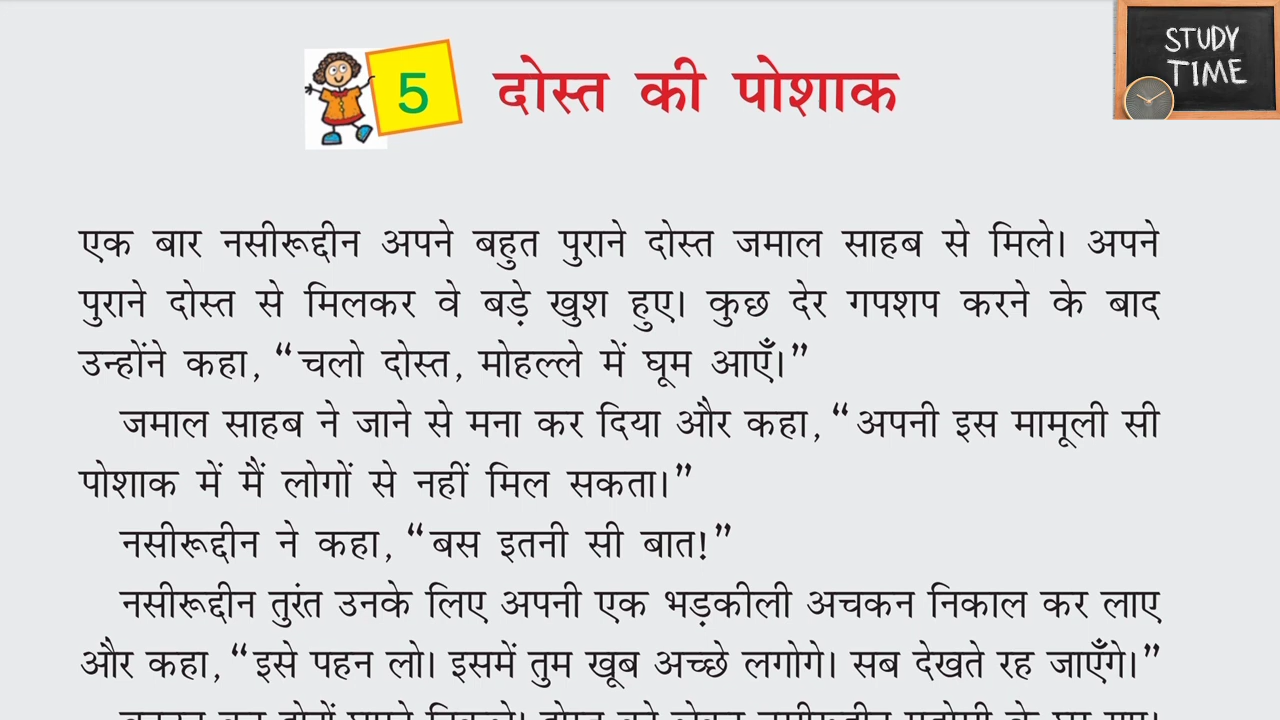 STUDY
TIME
5 दोस्त की पोशाक
एक बार नसीरूद्दीन अपने बहुत पुराने दोस्त जमाल साहब से मिले। अपने
पुराने दोस्त से मिलकर वे बड़े खुश हुए। कुछ देर गपशप करने के बाद
उन्होंने कहा, “चलो दोस्त, मोहल्ले में घूम आएँ।”
जमाल साहब ने जाने से मना कर दिया और कहा, “अपनी इस मामूली सी
पोशाक में मैं लोगों से नहीं मिल सकता।”
नसीरूद्दीन ने कहा, “बस इतनी सी बात!”
नसीरूद्दीन तुरंत उनके लिए अपनी एक भड़कीली अचकन निकाल कर लाए
और कहा, “इसे पहन लो। इसमें तुम खूब अच्छे लगोगे। सब देखते रह जाएँगे।”